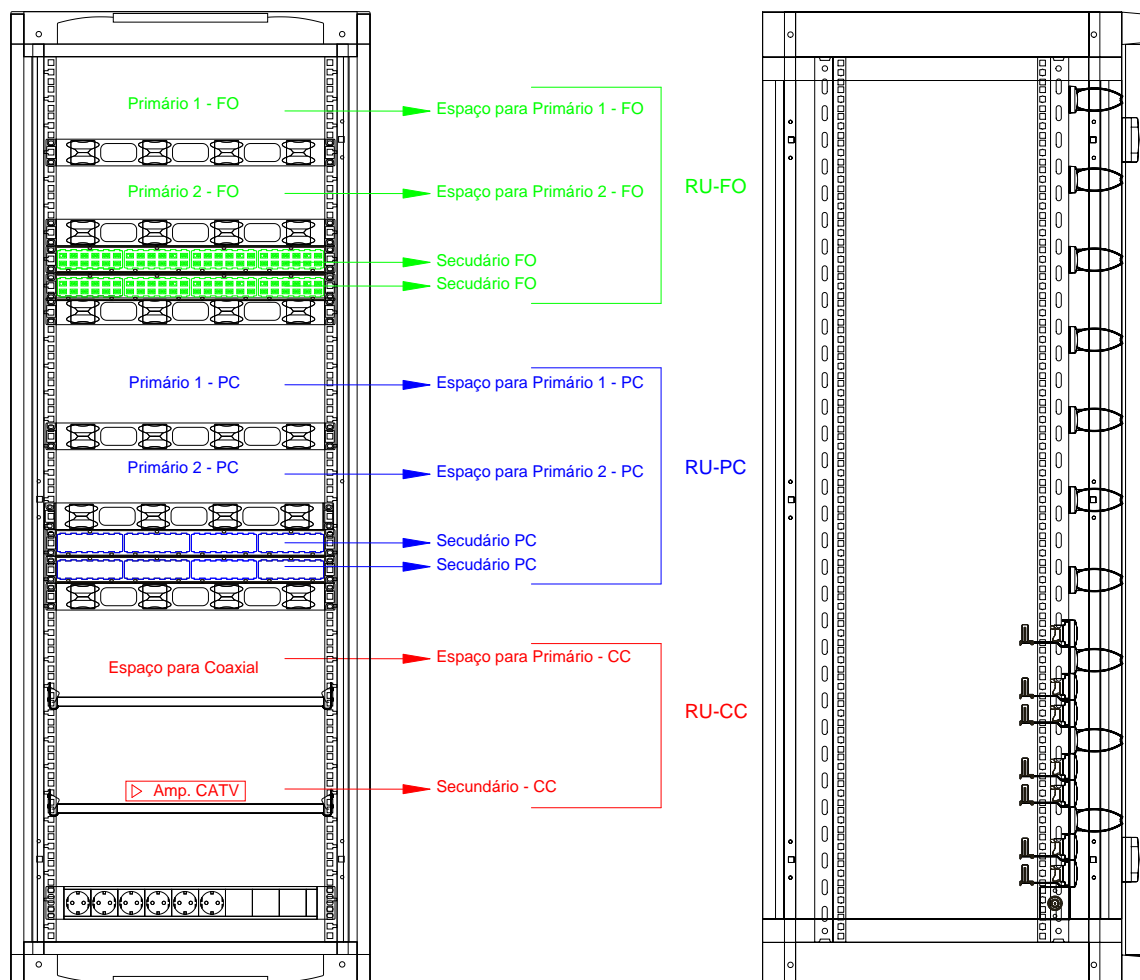 Primário 1 - FO
Espaço para Primário 1 - FO
Primário 2 - FO
Espaço para Primário 2 - FO
RU-FO
Secudário FO
Secudário FO
Primário 1 - PC
Espaço para Primário 1 - PC
Primário 2 - PC
Espaço para Primário 2 - PC
RU-PC
Secudário PC
Secudário PC
Espaço para Coaxial
Espaço para Primário - CC
RU-CC
Amp. CATV
Secundário - CC